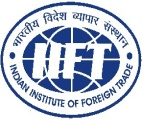 भारतीय विदेश व्यापार संस्थान
IIFT
INDIAN INSTITUTE OF FOREIGN TRADE